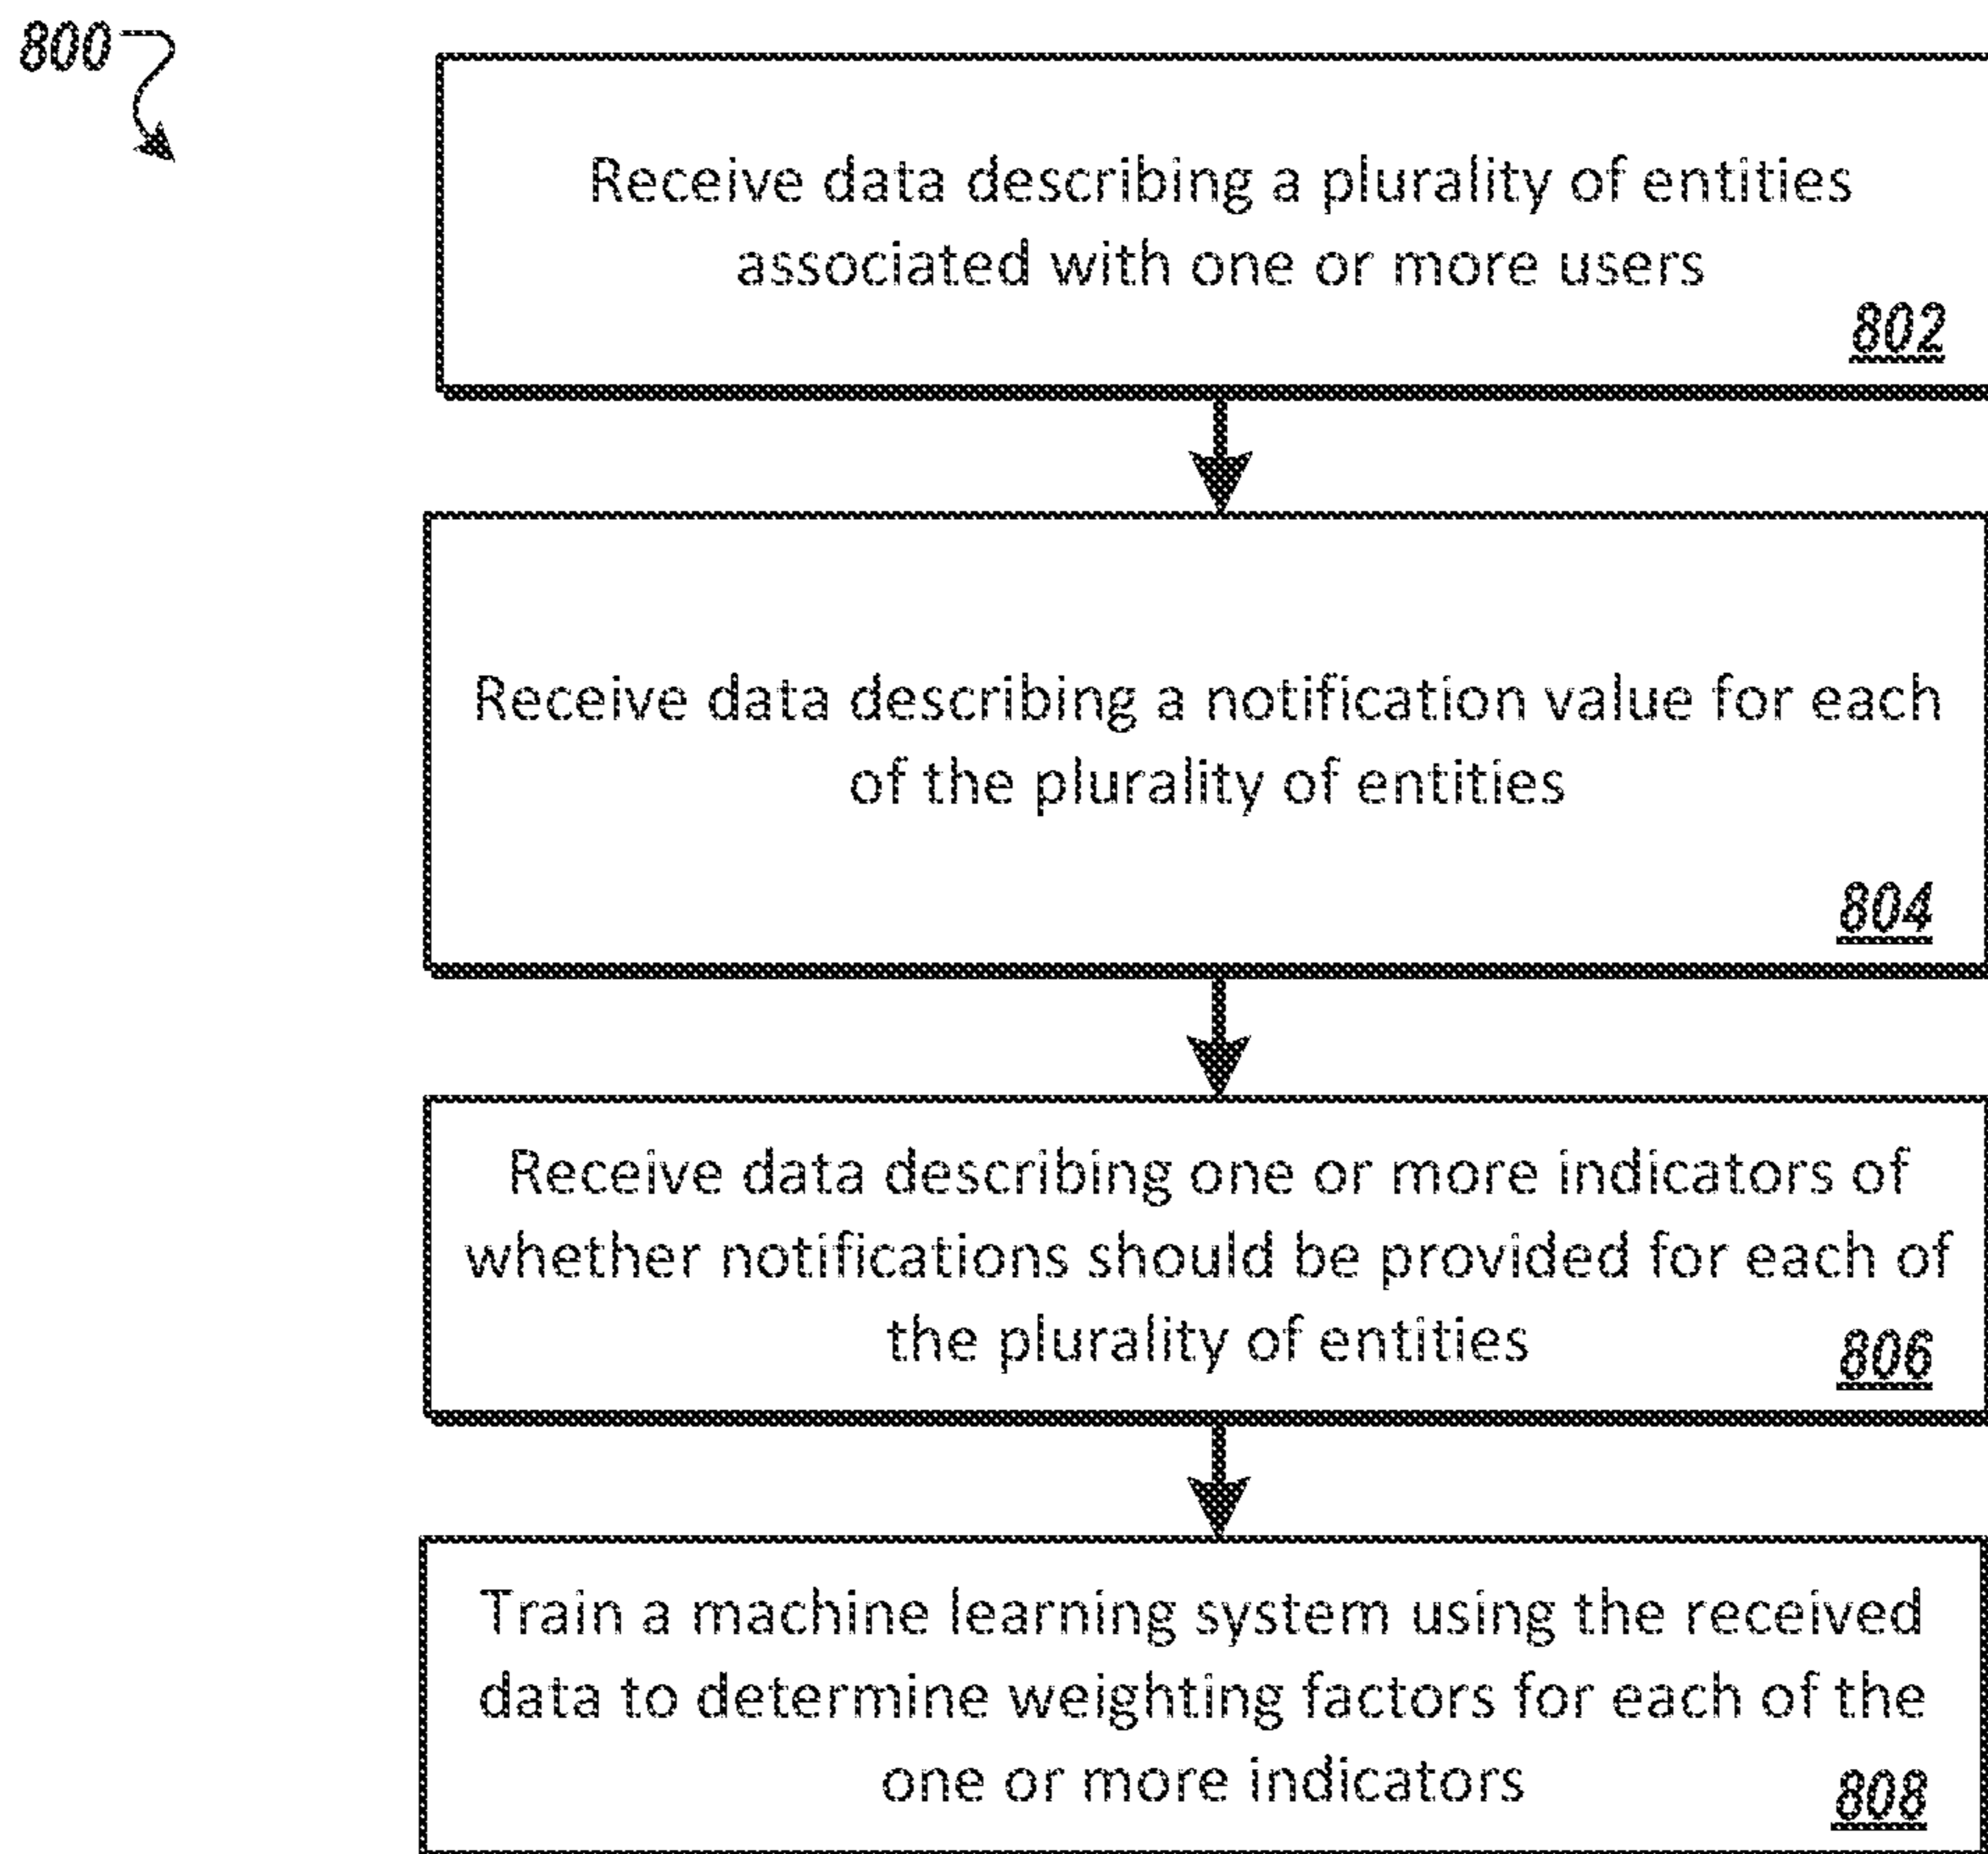 800
Receive data describing a plurality of entities
associated with one or more users
802
Receive data describing a notification value for each
of the plurality of entities
804
Receive data describing one or more indicators of
whether notifications should be provided for each of
the plurality of entities
806
Train a machine learning system using the received
data to determine weighting factors for each of the
one or more indicators
808